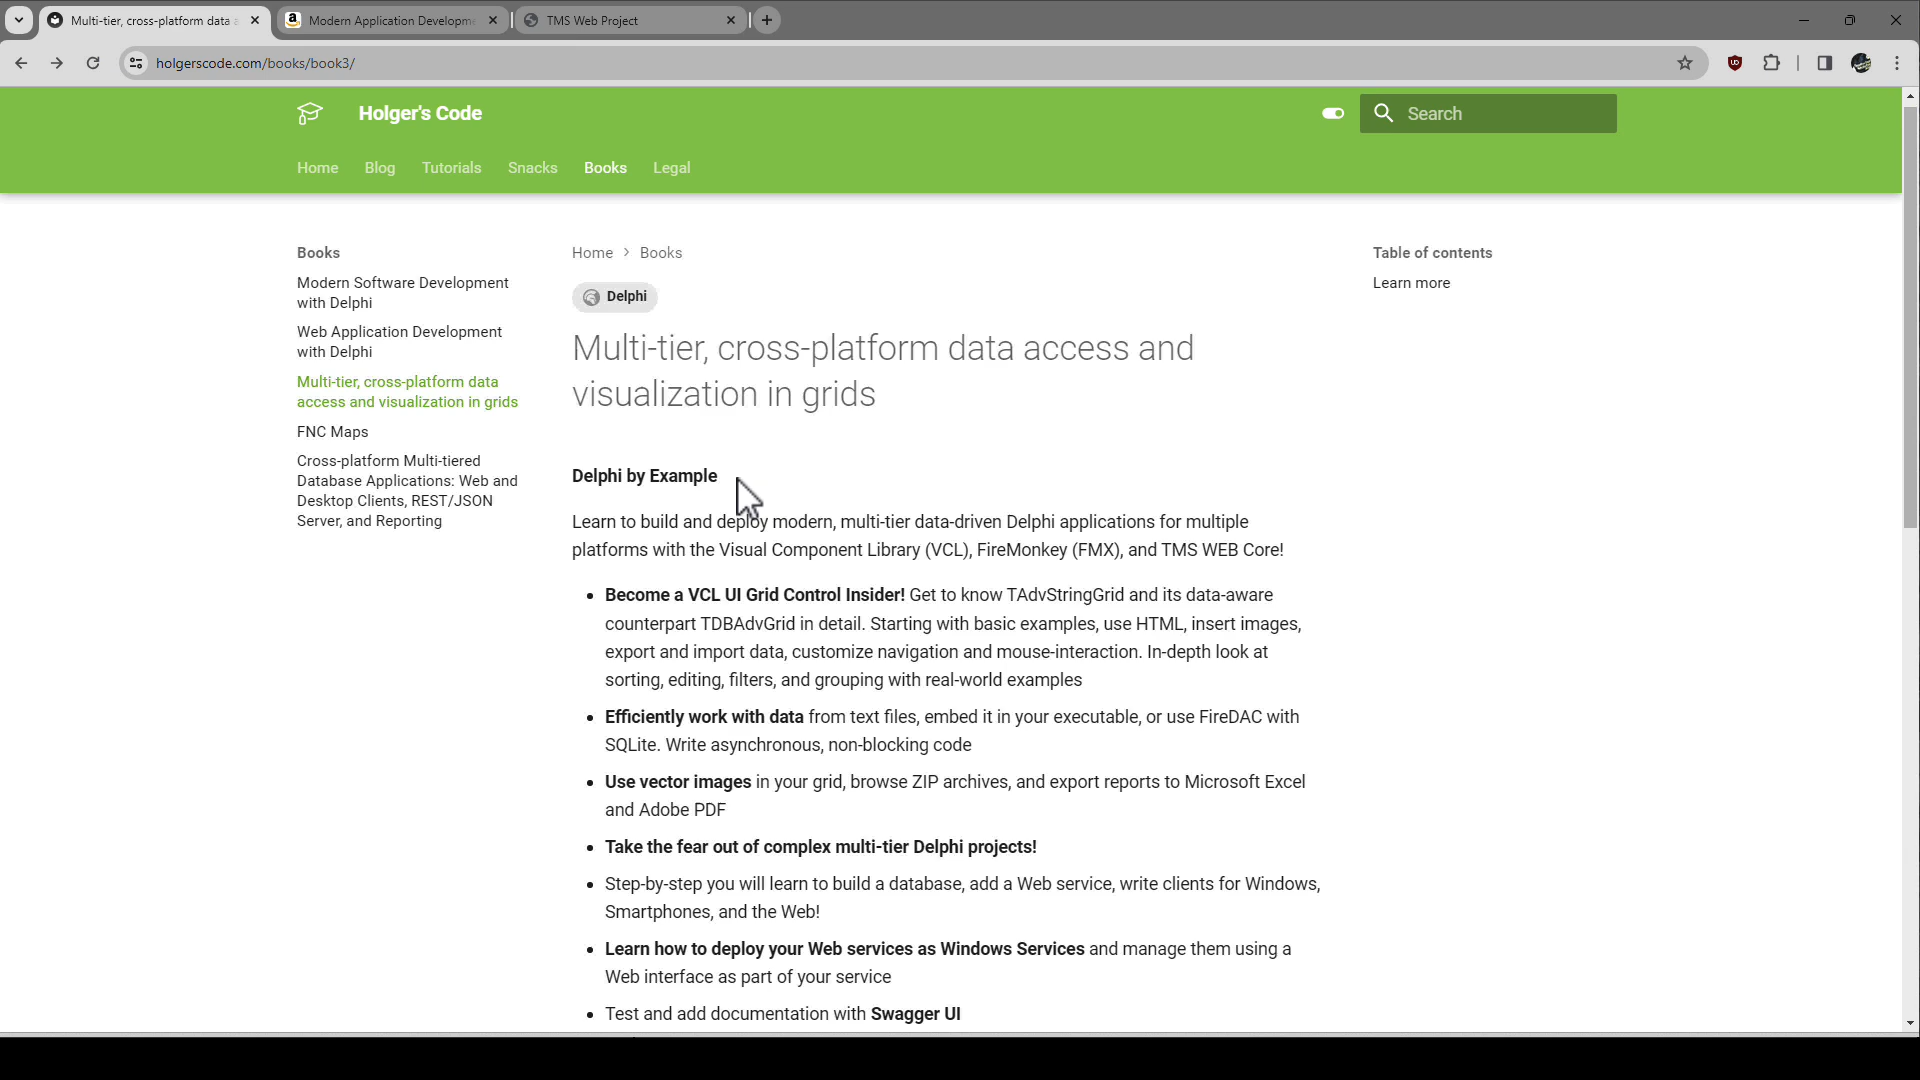 Multi-tier, cross-platform data a
Modern Application Developme
TMS Web Project
holgerscode.com/books/book3/
Holger's Code
Search
Home
Blog
Tutorials
Snacks
Books
Legal
Books
Modern Software Development
with Delphi
Web Application Development
with Delphi
Multi-tier, cross-platform data
access and visualization in grids
FNC Maps
Cross-platform Multi-tiered
Database Applications: Web and
Desktop Clients, REST/JSON
Server, and Reporting
Home > Books
Delphi
Multi-tier, cross-platform data access and
visualization in grids
Delphi by Example
Learn to build and deploy modern, multi-tier data-driven Delphi applications for multiple
platforms with the Visual Component Library (VCL), FireMonkey (FMX), and TMS WEB Core!
• Become a VCL UI Grid Control Insider! Get to know TAdvStringGrid and its data-aware
counterpart TDBAdvGrid in detail. Starting with basic examples, use HTML, insert images,
export and import data, customize navigation and mouse-interaction. In-depth look at
sorting, editing, filters, and grouping with real-world examples
• Efficiently work with data from text files, embed it in your executable, or use FireDAC with
SQLite. Write asynchronous, non-blocking code
• Use vector images in your grid, browse ZIP archives, and export reports to Microsoft Excel
and Adobe PDF
• Take the fear out of complex multi-tier Delphi projects!
• Step-by-step you will learn to build a database, add a Web service, write clients for Windows,
Smartphones, and the Web!
• Learn how to deploy your Web services as Windows Services and manage them using a
Web interface as part of your service
• Test and add documentation with Swagger UI
Table of contents
Learn more